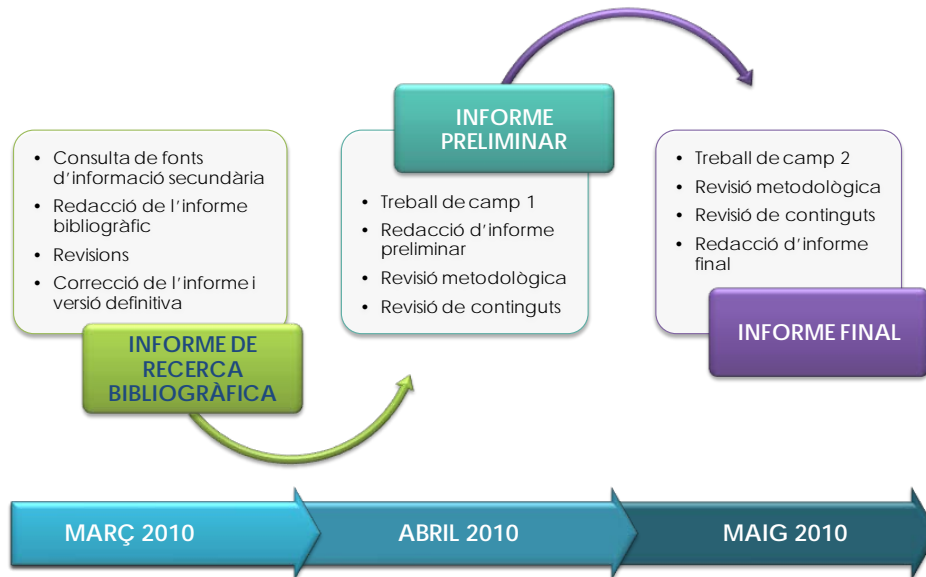 • Consulta de fonts
d'informació secundària
• Redacció de l'informe
bibliogràfic
• Revisions
• Correcció de l'informe i
versió definitiva
INFORME DE
RECERCA
BIBLIOGRÀFICA
INFORME
PRELIMINAR
• Treball de camp 1
• Redacció d'informe
preliminar
• Revisió metodològica
• Revisió de continguts
• Treball de camp 2
• Revisió metodològica
• Revisió de continguts
• Redacció d'informe
final
INFORME FINAL
MARÇ 2010
ABRIL 2010
MAIG 2010